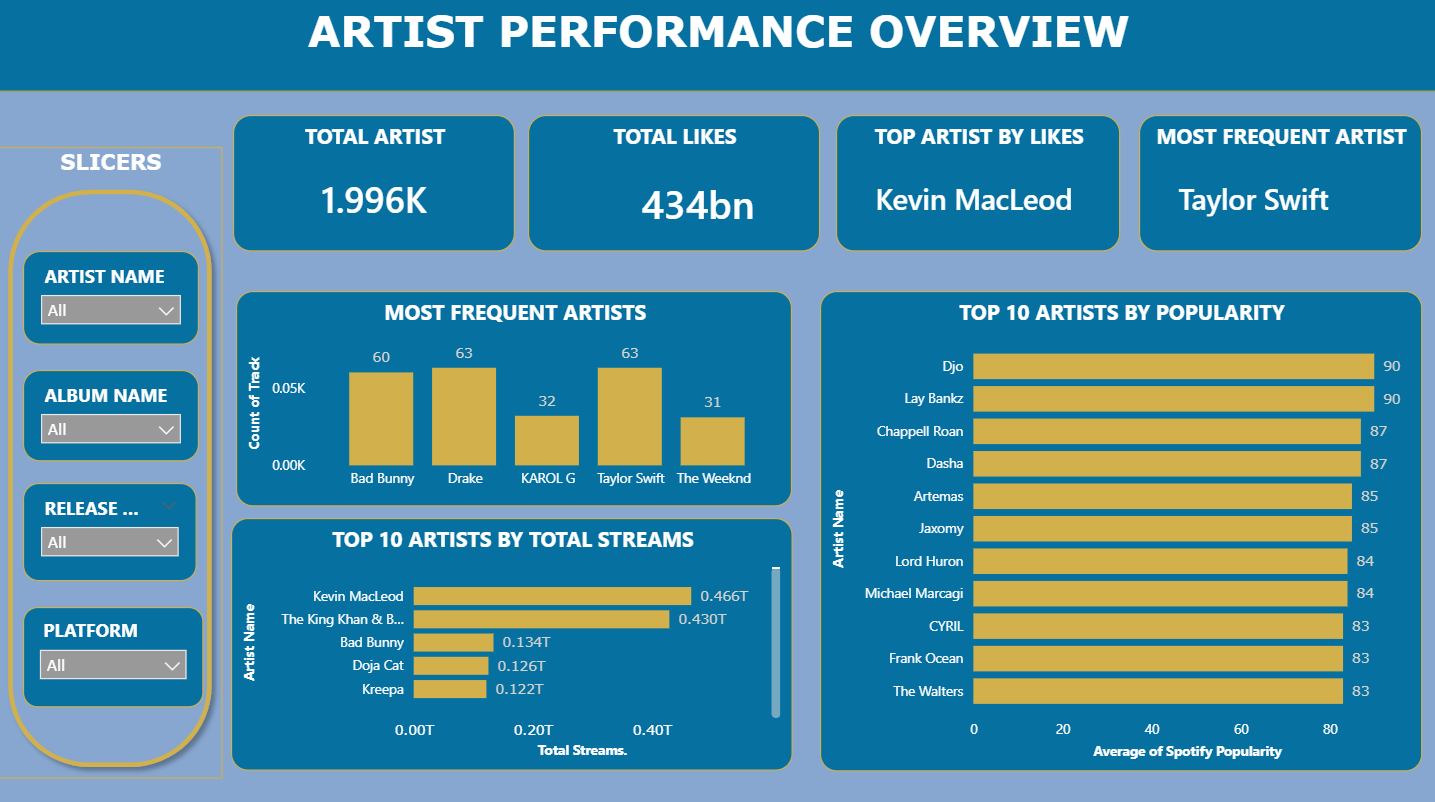 ARTIST PERFORMANCE OVERVIEW
SLICERS
ARTIST NAME
All
ALBUM NAME
All
RELEASE ...
All
PLATFORM
All
TOTAL ARTIST
1.996K
TOTAL LIKES
434bn
TOP ARTIST BY LIKES
Kevin MacLeod
MOST FREQUENT ARTIST
Taylor Swift
MOST FREQUENT ARTISTS
Count of Track
0.05K
0.00K
60
63
32
63
31
Bad Bunny
Drake
KAROL G
Taylor Swift
The Weeknd
TOP 10 ARTISTS BY TOTAL STREAMS
Artist Name
Kevin MacLeod 0.466T
The King Khan & B... 0.430T
Bad Bunny 0.134T
Doja Cat 0.126T
Kreepa 0.122T
0.00T 0.20T 0.40T
Total Streams.
TOP 10 ARTISTS BY POPULARITY
Artist Name
Djo 90
Lay Bankz 90
Chappell Roan 87
Dasha 87
Artemas 85
Jaxomy 85
Lord Huron 84
Michael Marcagi 84
CYRIL 83
Frank Ocean 83
The Walters 83
0 20 40 60 80
Average of Spotify Popularity